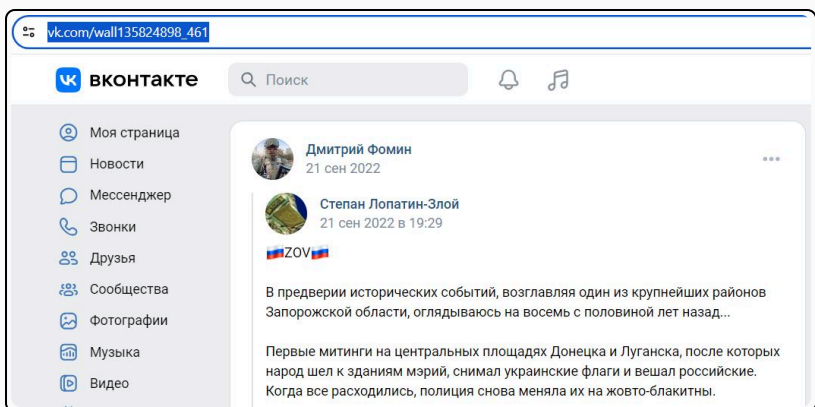 vk.com/wall135824898_461
вконтакте
Поиск
Моя страница
Новости
Мессенджер
Звонки
Друзья
Сообщества
Фотографии
Музыка
Видео
Дмитрий Фомин
21 сен 2022
Степан Лопатин-Злой
21 сен 2022 в 19:29
🇷🇺ZOV🇷🇺
В предверии исторических событий, возглавляя один из крупнейших районов
Запорожской области, оглядываюсь на восемь с половиной лет назад...
Первые митинги на центральных площадях Донецка и Луганска, после которых
народ шел к зданиям мэрий, снимал украинские флаги и вешал российские.
Когда все расходились, полиция снова меняла их на жовто-блакитны.